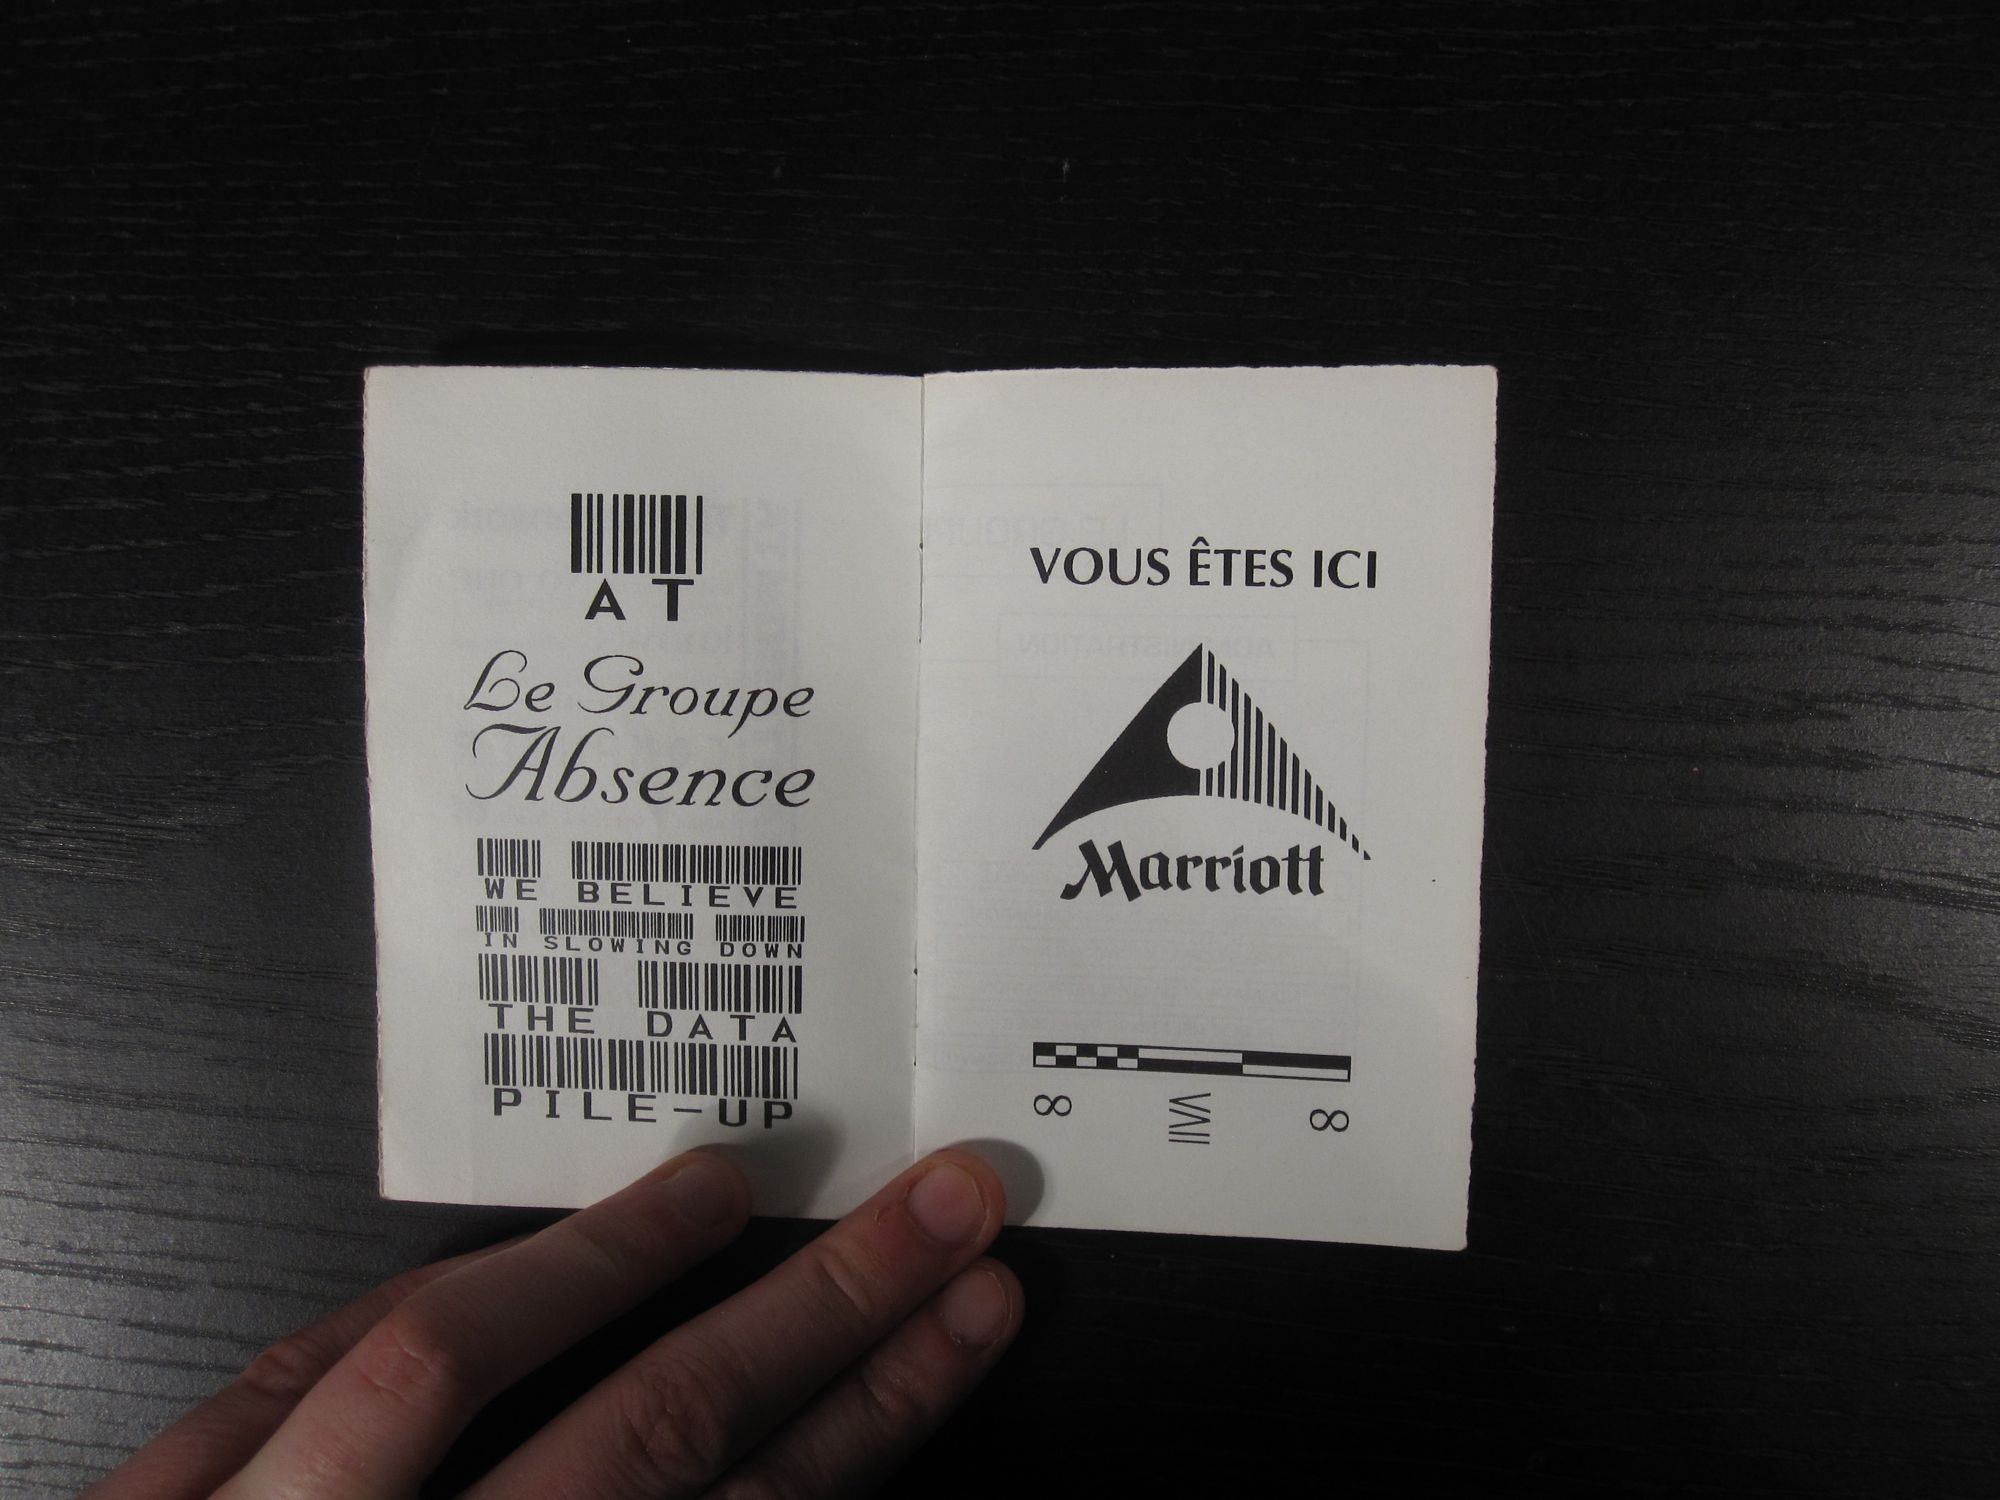 AT
Le Groupe
Absence
WE BELIEVE
IN SLOWING DOWN
THE DATA
PILE-UP
VOUS ÊTES ICI
Marriott
∞ ∞